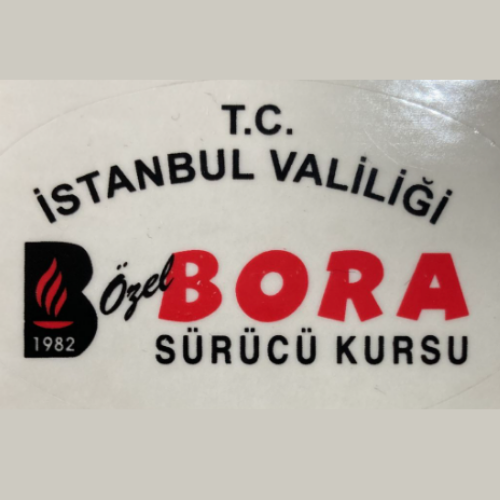 T.C.
İSTANBUL VALİLİĞİ
B Özel BORA
1982
SÜRÜCÜ KURSU